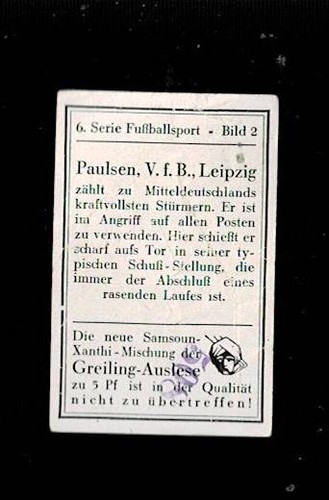 6. Serie Fußballsport - Bild 2
Paulsen, V. f. B., Leipzig
zählt zu Mitteldeutschlands
kraftvollsten Stürmern. Er ist
im Angriff auf allen Posten
zu verwenden. Hier schießt er
scharf aufs Tor in seiner ty-
pischen Schuß-Stellung, die
immer der Abschluß eines
rasenden Laufes ist.
Die neue Samsoun-
Xanthi-Mischung der
Greiling-Auslese
zu 5 Pf ist in der Qualität
nicht zu übertreffen!